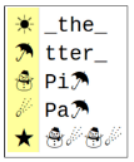 ☀ _the_
☂ tter_
☃ Pi☂
☄ Pa☂
★ ☃☄☄☄